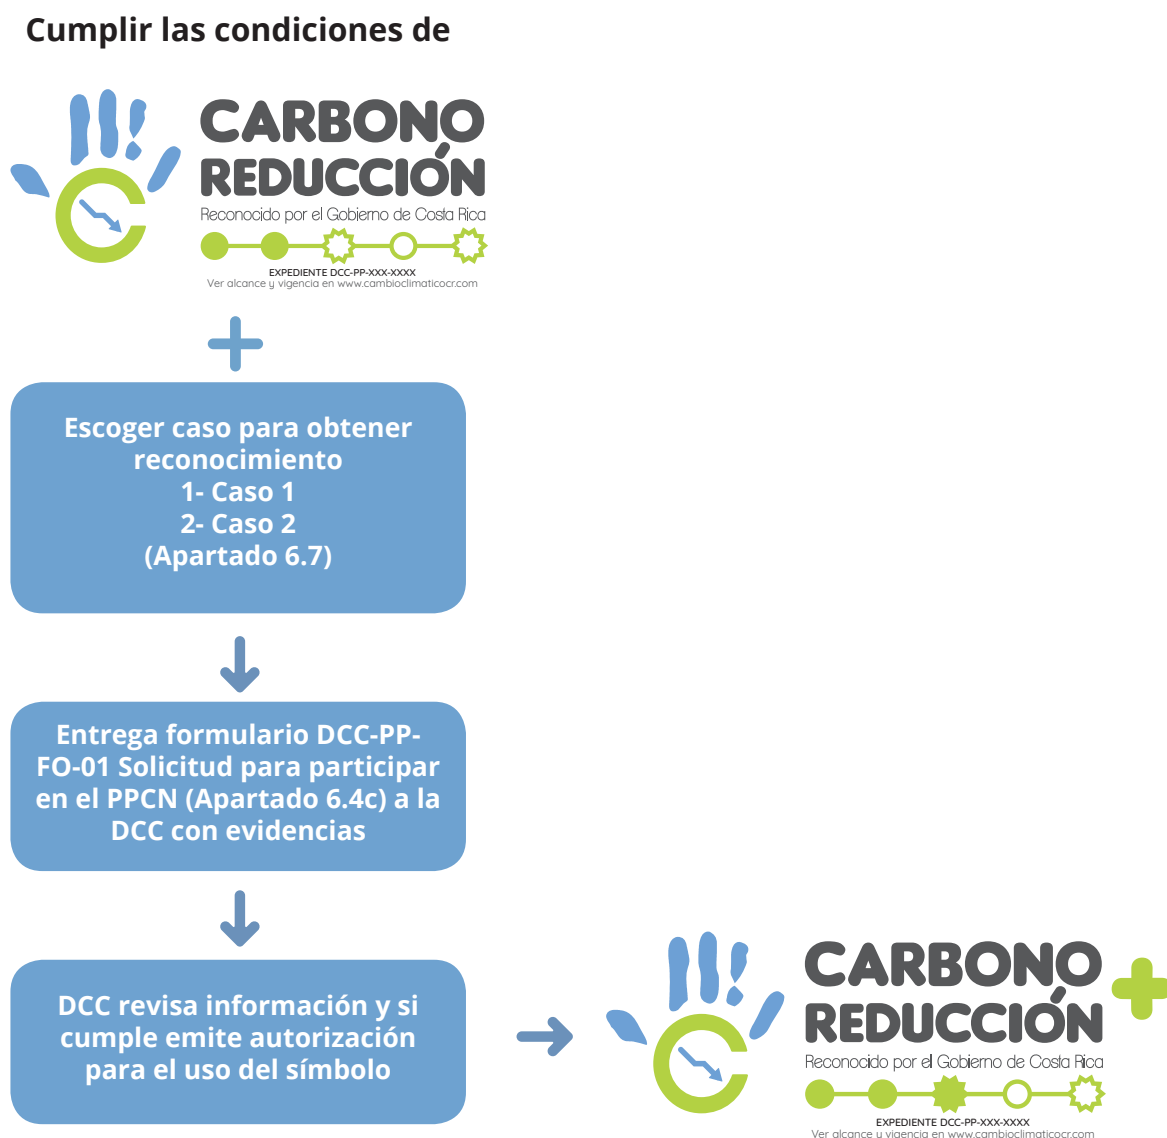 Cumplir las condiciones de
CARBONO
REDUCCIÓN
Reconocido por el Gobierno de Costa Rica
EXPEDIENTE DCC-PP-XXX-XXXX
Ver alcance y vigencia en www.cambioclimaticocr.com
Escoger caso para obtener
reconocimiento
1- Caso 1
2- Caso 2
(Apartado 6.7)
Entrega formulario DCC-PP-
FO-01 Solicitud para participar
en el PPCN (Apartado 6.4c) a la
DCC con evidencias
DCC revisa información y si
cumple emite autorización
para el uso del símbolo
CARBONO
REDUCCIÓN
Reconocido por el Gobierno de Costa Rica
EXPEDIENTE DCC-PP-XXX-XXXX
Ver alcance y vigencia en www.cambioclimaticocr.com